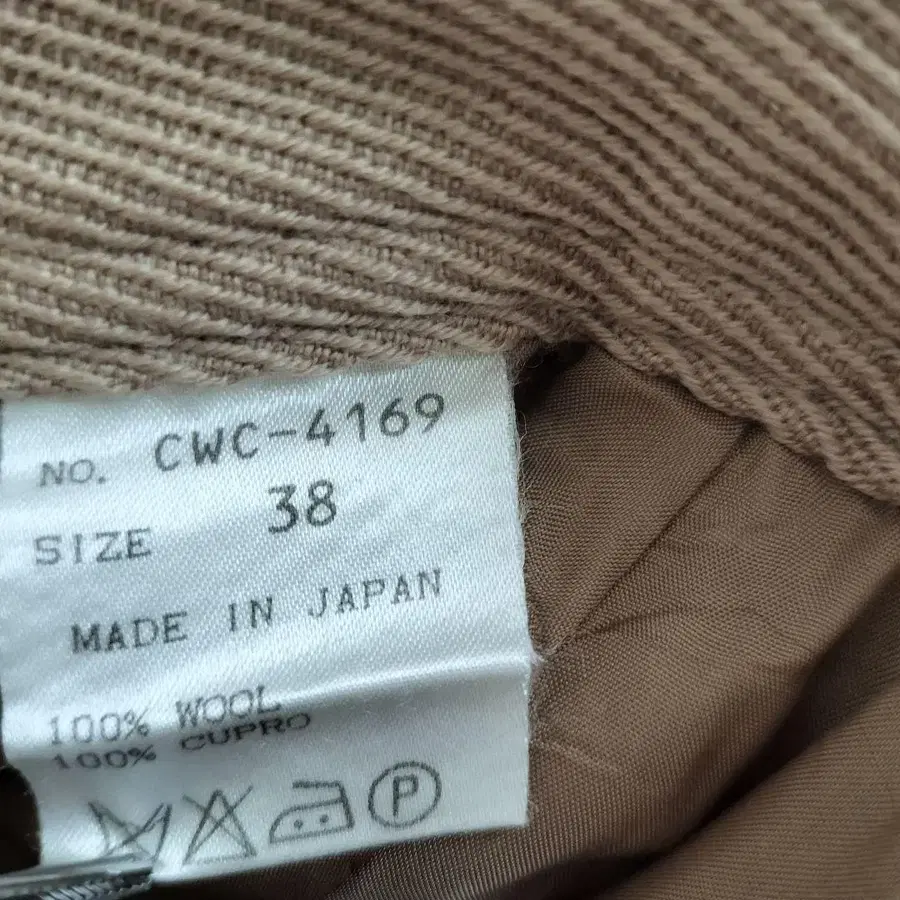 NO. CWC-4169
SIZE 38
MADE IN JAPAN
100% WOOL
100% CUPRO
P